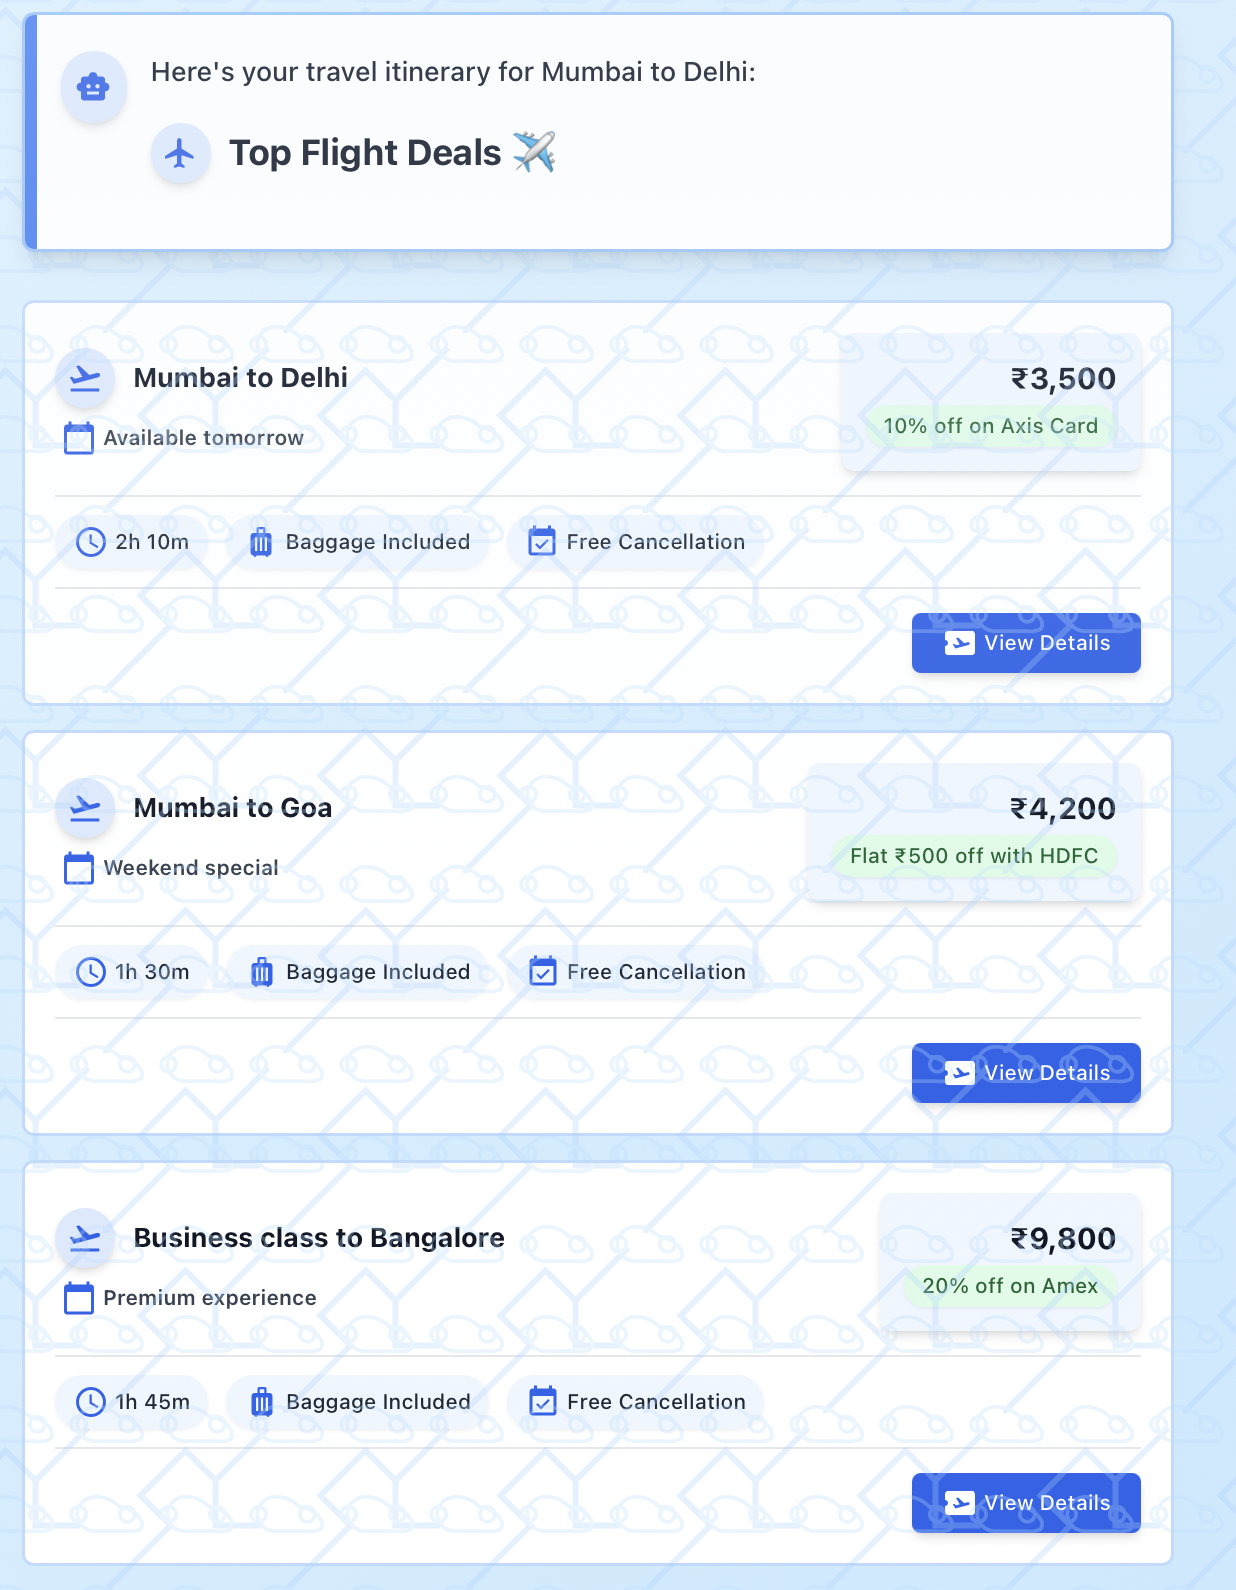 Here's your travel itinerary for Mumbai to Delhi:
Top Flight Deals ✈️
Mumbai to Delhi
₹3,500
Available tomorrow
10% off on Axis Card
2h 10m
Baggage Included
Free Cancellation
View Details
Mumbai to Goa
₹4,200
Weekend special
Flat ₹500 off with HDFC
1h 30m
Baggage Included
Free Cancellation
View Details
Business class to Bangalore
₹9,800
Premium experience
20% off on Amex
1h 45m
Baggage Included
Free Cancellation
View Details